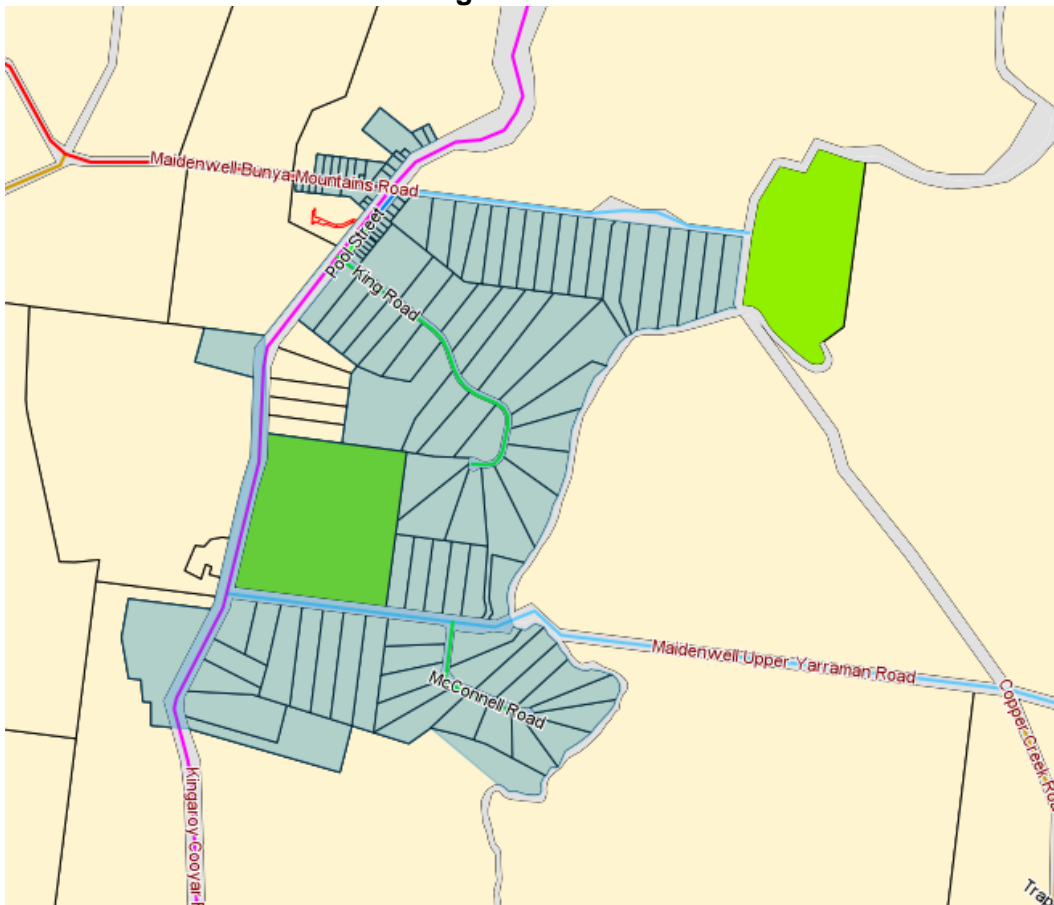 Maidenwell-Bunya-Mountains Road
Pool Street
King Road
Maidenwell Upper Yarraman Road
McConnell Road
Copper Creek Roa
Kingaroy-Cooyar
Trap